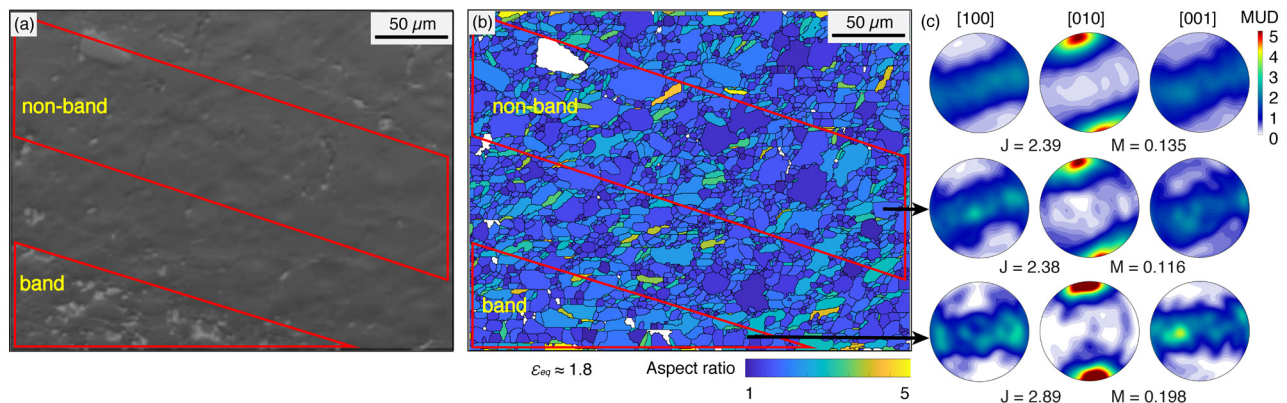 (a)
50 μm
non-band
band
(b)
50 μm
non-band
band
εeq ≈ 1.8
Aspect ratio
1
5
(c)
[100]
[010]
[001]
MUD
5
4
3
2
1
0
J = 2.39
M = 0.135
J = 2.38
M = 0.116
J = 2.89
M = 0.198